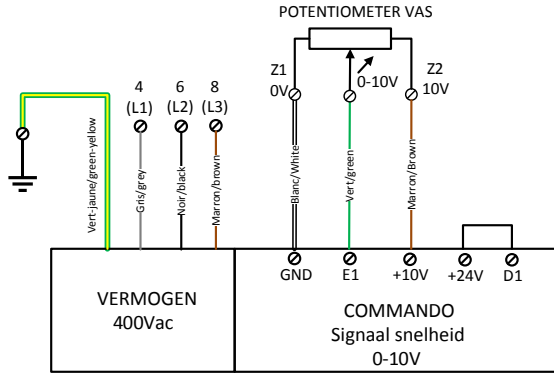 POTENTIOMETER VAS
Z1
0V
0-10V
Z2
10V
4
(L1)
6
(L2)
8
(L3)
Vert-jaune/green-yellow
Gris/grey
Noir/black
Marron/brown
Blanc/White
Vert/green
Marron/Brown
GND
E1
+10V
+24V
D1
VERMOGEN
400Vac
COMMANDO
Signaal snelheid
0-10V